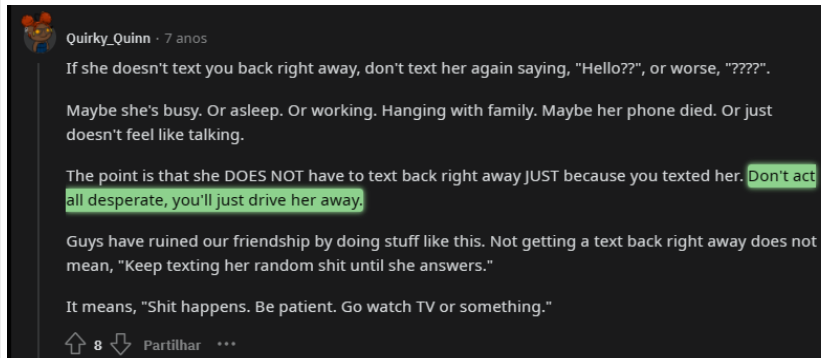 Quirky_Quinn · 7 anos
If she doesn't text you back right away, don't text her again saying, "Hello??", or worse, "????".
Maybe she's busy. Or asleep. Or working. Hanging with family. Maybe her phone died. Or just
doesn't feel like talking.
The point is that she DOES NOT have to text back right away JUST because you texted her. Don't act
all desperate, you'll just drive her away.
Guys have ruined our friendship by doing stuff like this. Not getting a text back right away does not
mean, "Keep texting her random shit until she answers."
It means, "Shit happens. Be patient. Go watch TV or something."
8 Partilhar ···